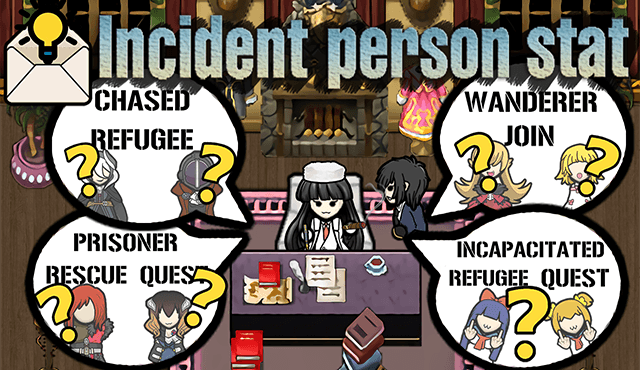 Incident person stat
CHASED
REFUGEE
WANDERER
JOIN
PRISONER
RESCUE QUEST
INCAPACITATED
REFUGEE QUEST
?
?
?
?
?
?
?